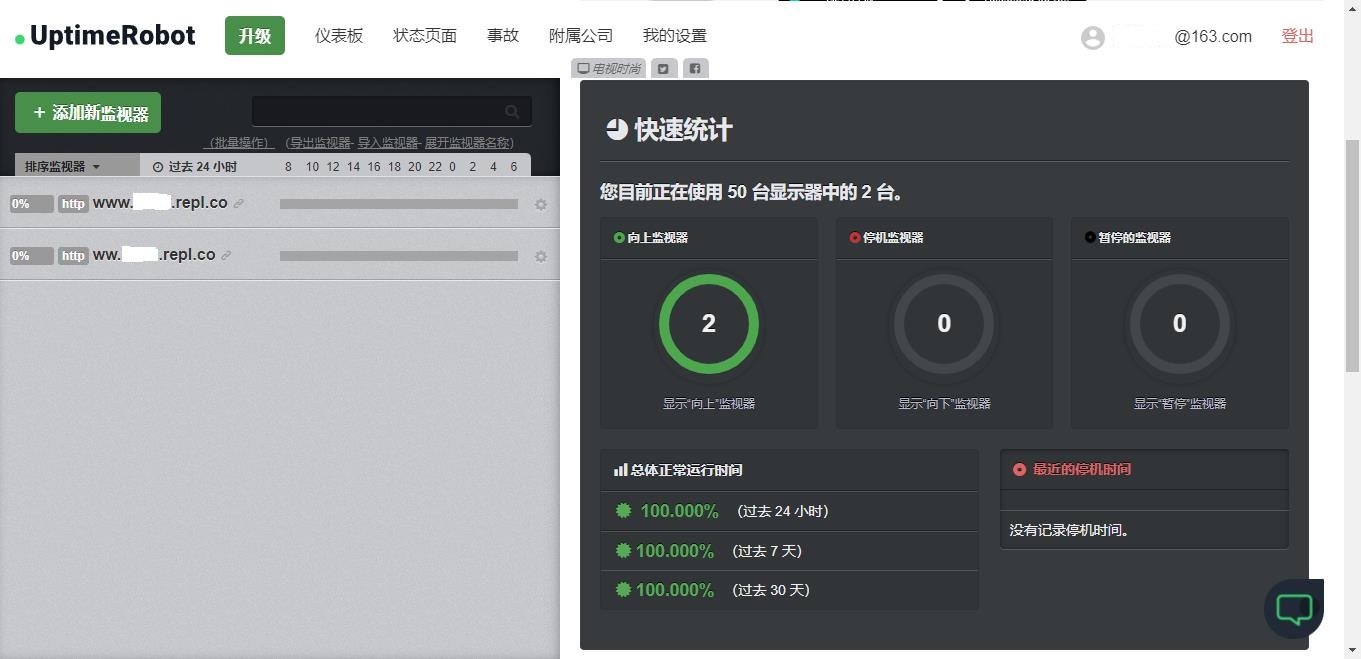 UptimeRobot
升级
仪表板
状态页面
事故
附属公司
我的设置
@163.com
登出
电视时尚
+ 添加新监视器
（批量操作） （导出监视器- 导入监视器- 展开监视器名称）
排序监视器
过去 24 小时
8 10 12 14 16 18 20 22 0 2 4 6
0% http www. .repl.co
0% http ww. .repl.co
快速统计
您目前正在使用 50 台显示器中的 2 台。
向上监视器
2
显示“向上”监视器
停机监视器
0
显示“向下”监视器
暂停的监视器
0
显示“暂停”监视器
总体正常运行时间
100.000% (过去 24 小时)
100.000% (过去 7 天)
100.000% (过去 30 天)
最近的停机时间
没有记录停机时间。